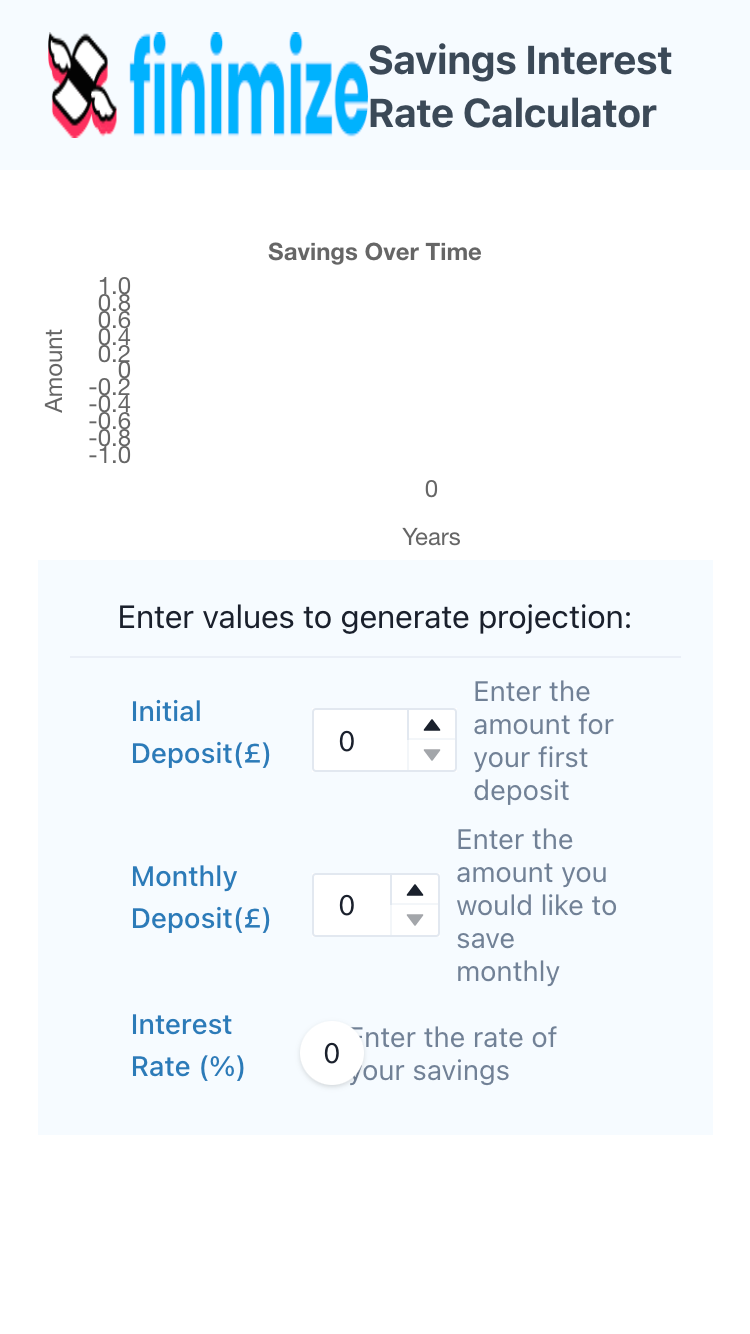 finimize
Savings Interest
Rate Calculator
Savings Over Time
1.0
0.8
0.6
0.4
0.2
0
-0.2
-0.4
-0.6
-0.8
-1.0
Amount
0
Years
Enter values to generate projection:
Initial
Deposit(£)
0
Enter the
amount for
your first
deposit
Monthly
Deposit(£)
0
Enter the
amount you
would like to
save
monthly
Interest
Rate (%)
0
Enter the rate of
your savings